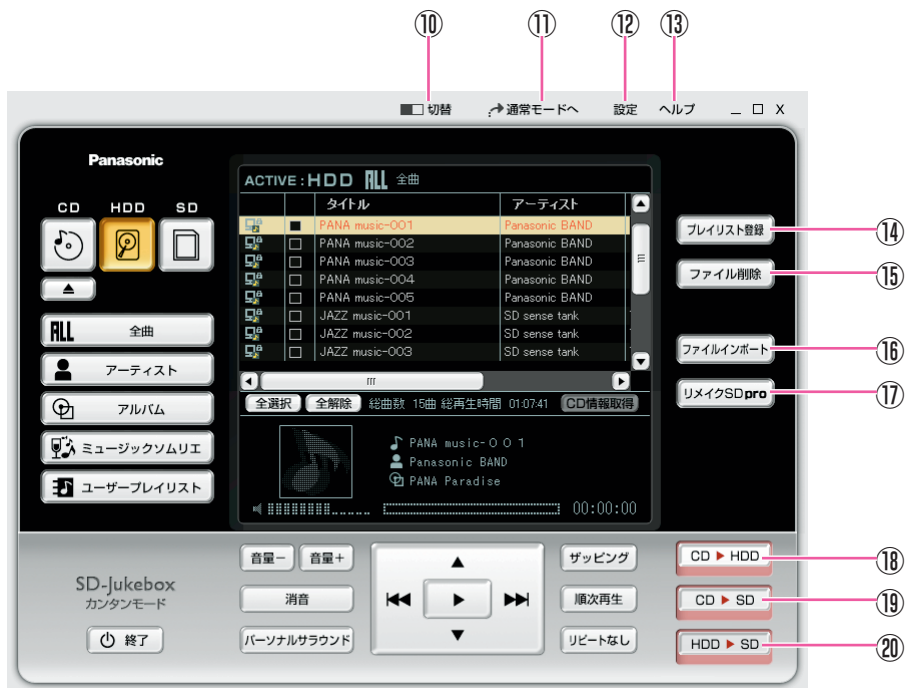 ⑩ ⑪ ⑫ ⑬
切替 通常モードへ 設定 ヘルプ _ □ X
Panasonic
CD HDD SD
ACTIVE:HDD ALL 全曲
タイトル アーティスト
PANA music-001 Panasonic BAND
PANA music-002 Panasonic BAND
PANA music-003 Panasonic BAND
PANA music-004 Panasonic BAND
PANA music-005 Panasonic BAND
JAZZ music-001 SD sense tank
JAZZ music-002 SD sense tank
JAZZ music-003 SD sense tank
全選択 全解除 総曲数 15曲 総再生時間 01:07:41 CD情報取得
PANA music-001
Panasonic BAND
PANA Paradise
00:00:00
ALL 全曲
アーティスト
アルバム
ミュージックソムリエ
ユーザープレイリスト
プレイリスト登録 ⑭
ファイル削除 ⑮
ファイルインポート ⑯
リメイクSDpro ⑰
SD-Jukebox
カンタンモード
終了
音量− 音量+
消音
パーソナルサラウンド
ザッピング
順次再生
リピートなし
CD ▶ HDD ⑱
CD ▶ SD ⑲
HDD ▶ SD ⑳